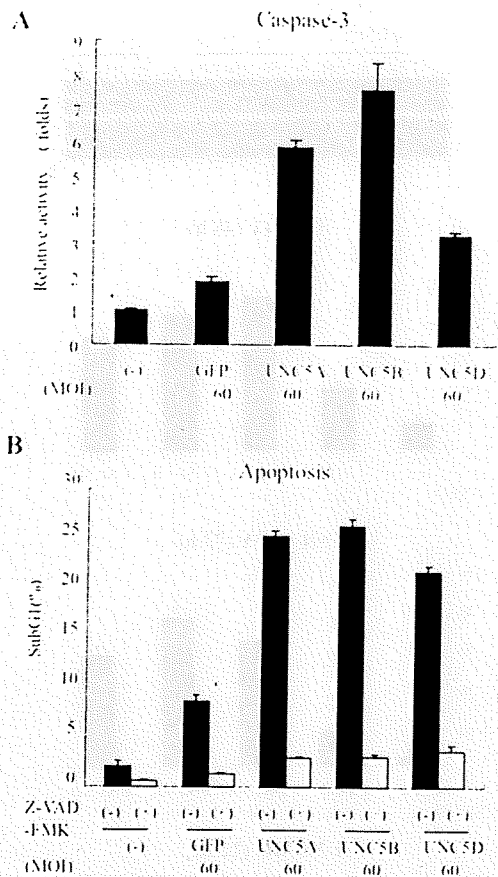 A
Caspase-3
Relative activity (folds)
9
8
7
6
5
4
3
2
1
0
(-) GFP UNC5A UNC5B UNC5D
(MOI) 60 60 60 60
B
Apoptosis
SubG1(%)
30
25
20
15
10
5
0
Z-VAD (-) (+) (-) (+) (-) (+) (-) ( ) (-) (+)
-FMK
(-) GFP UNC5A UNC5B UNC5D
(MOI) 60 60 60 60